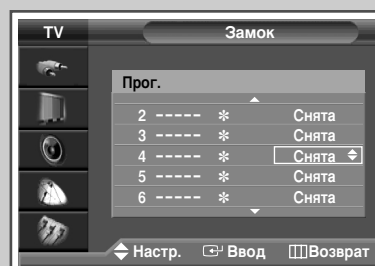 TV Замок
Прог.
2 ----- ✻ Снята
3 ----- ✻ Снята
4 ----- ✻ Снята
5 ----- ✻ Снята
6 ----- ✻ Снята
Настр. Ввод Возврат